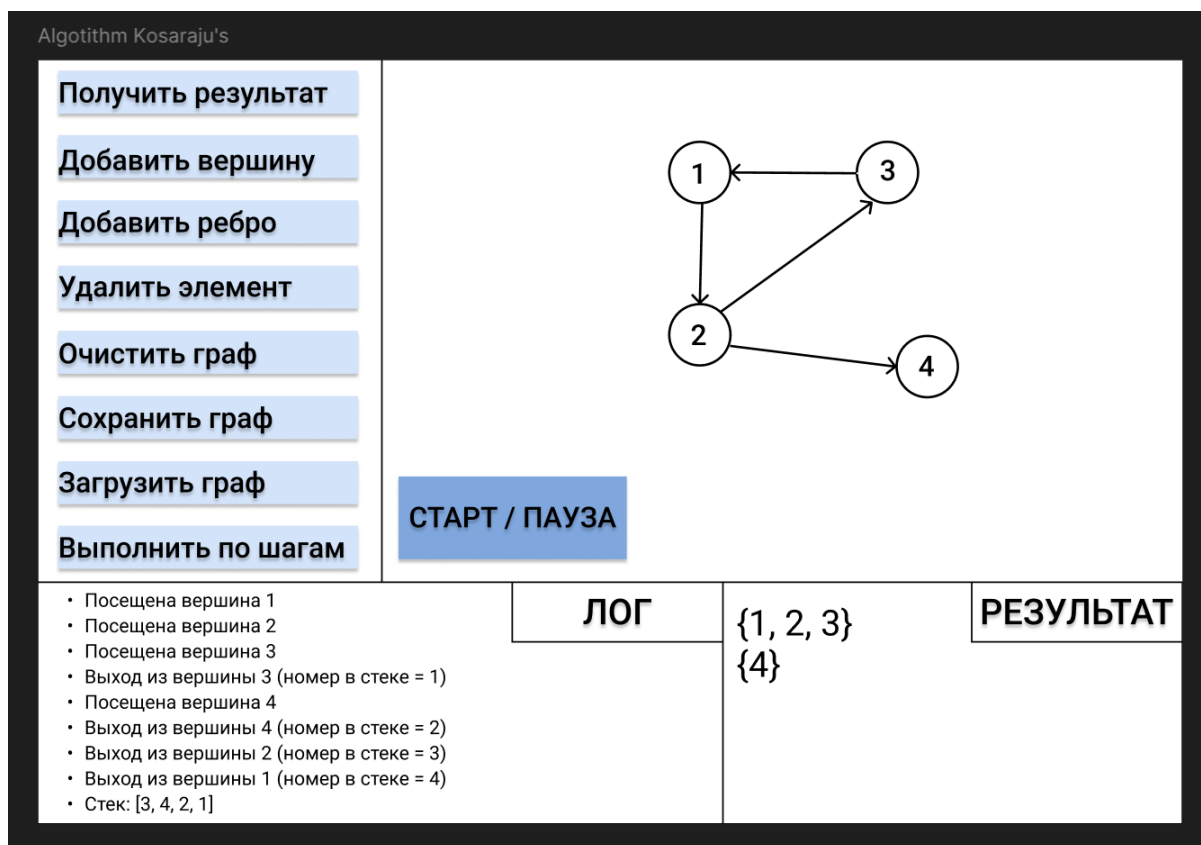 Algotithm Kosaraju's
Получить результат
Добавить вершину
Добавить ребро
Удалить элемент
Очистить граф
Сохранить граф
Загрузить граф
Выполнить по шагам
1
3
2
4
СТАРТ / ПАУЗА
• Посещена вершина 1
• Посещена вершина 2
• Посещена вершина 3
• Выход из вершины 3 (номер в стеке = 1)
• Посещена вершина 4
• Выход из вершины 4 (номер в стеке = 2)
• Выход из вершины 2 (номер в стеке = 3)
• Выход из вершины 1 (номер в стеке = 4)
• Стек: [3, 4, 2, 1]
ЛОГ
{1, 2, 3}
{4}
РЕЗУЛЬТАТ